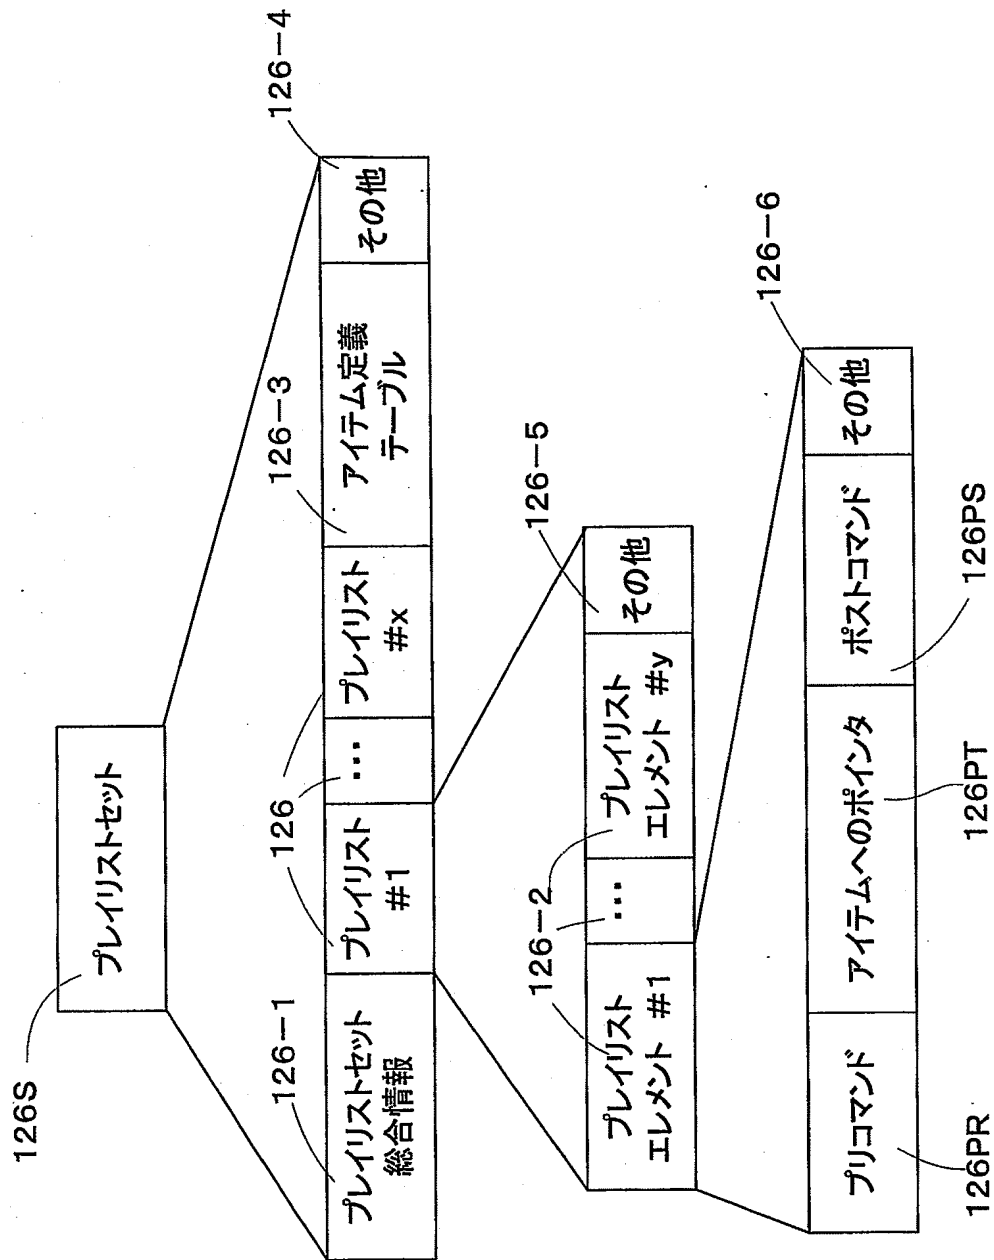 126S
プレイリストセット
126-1
126
126-3
126-4
プレイリストセット
総合情報
プレイリスト
#1
...
プレイリスト
#x
アイテム定義
テーブル
その他
126-2
126-5
プレイリスト
エレメント #1
...
プレイリスト
エレメント #y
その他
126-6
プリコマンド
アイテムへのポインタ
ポストコマンド
その他
126PR
126PT
126PS